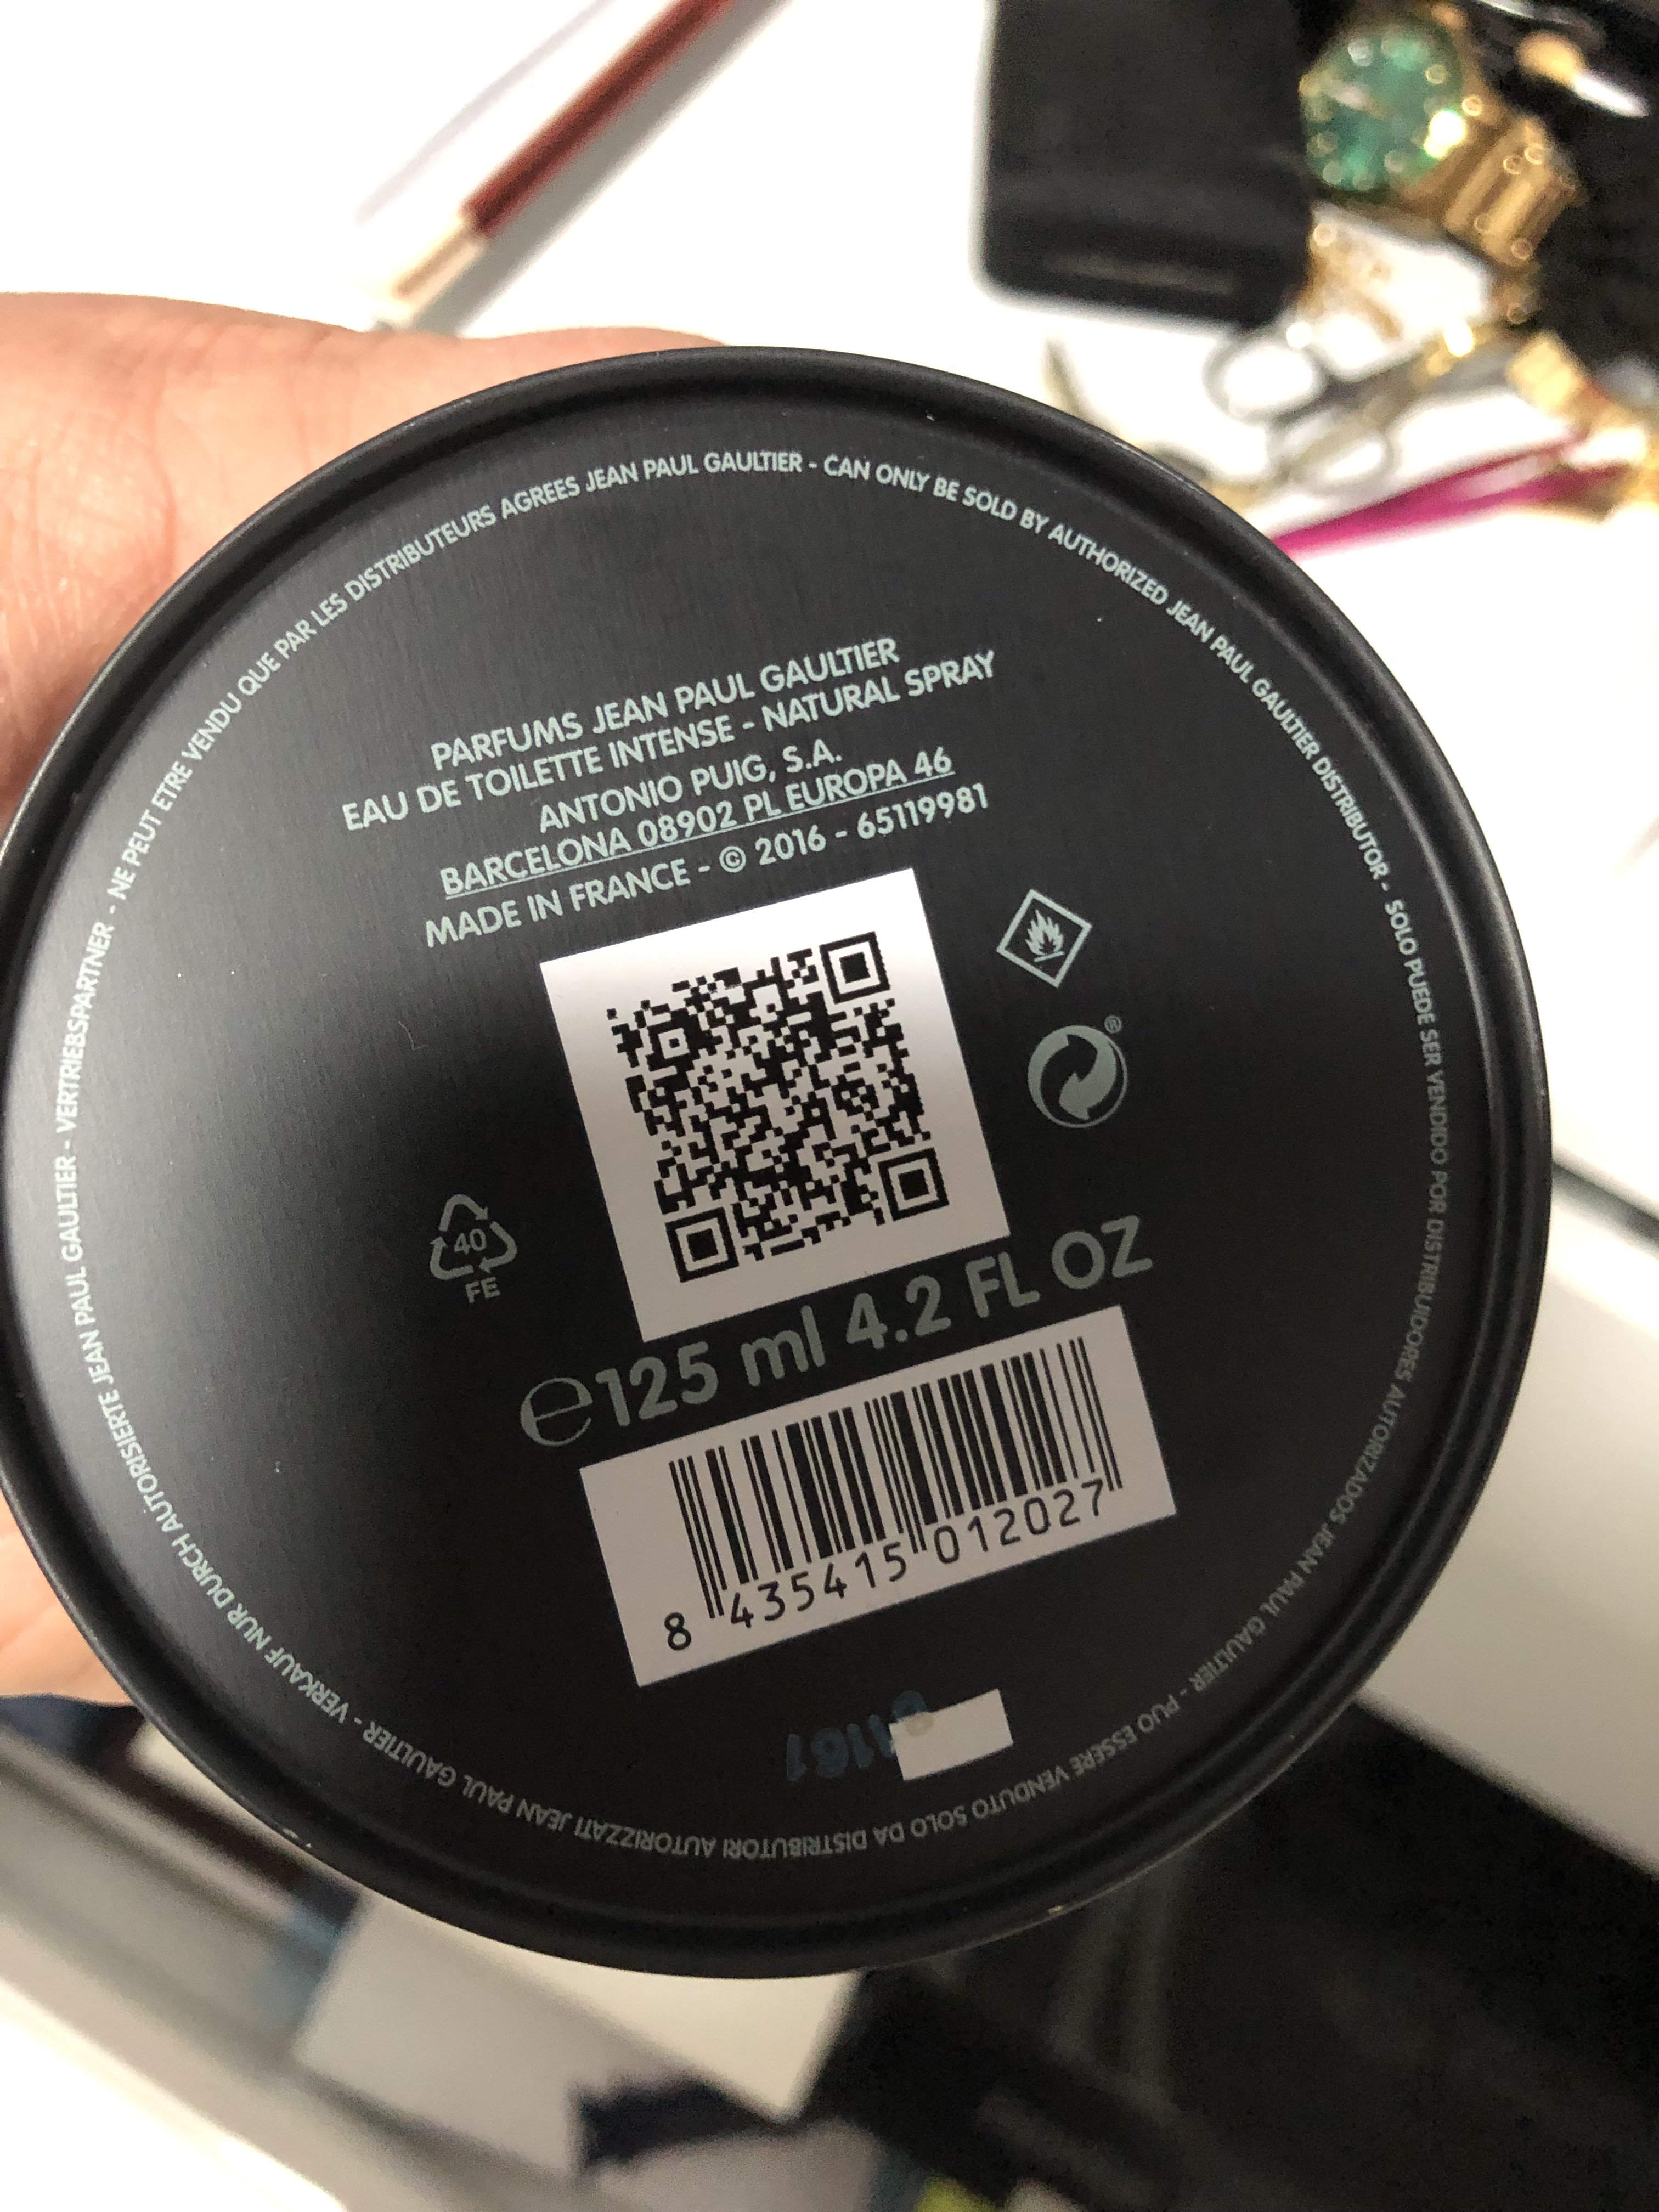 NE PEUT ETRE VENDU QUE PAR LES DISTRIBUTEURS AGREES JEAN PAUL GAULTIER - CAN ONLY BE SOLD BY AUTHORIZED JEAN PAUL GAULTIER DISTRIBUTOR - SOLO PUEDE SER VENDIDO POR DISTRIBUIDORES AUTORIZADOS JEAN PAUL GAULTIER - PUO ESSERE VENDUTO SOLO DA DISTRIBUTORI AUTORIZZATI JEAN PAUL GAULTIER - VERKAUF NUR DURCH AUTORISIERTE JEAN PAUL GAULTIER - VERTRIEBSPARTNER -
PARFUMS JEAN PAUL GAULTIER
EAU DE TOILETTE INTENSE - NATURAL SPRAY
ANTONIO PUIG, S.A.
BARCELONA 08902 PL EUROPA 46
MADE IN FRANCE - © 2016 - 65119981
®
40
FE
℮125 ml 4.2 FL OZ
8 435415 012027